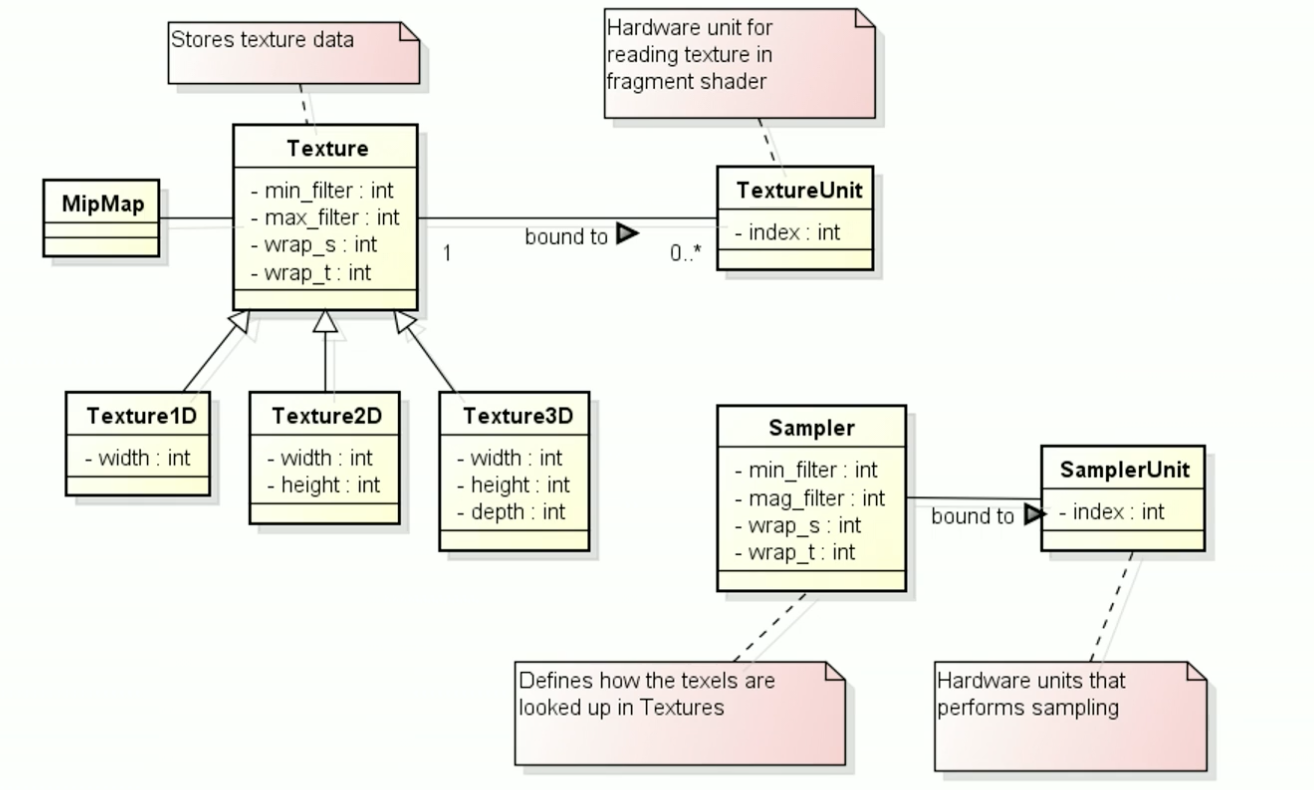 Stores texture data
Hardware unit for
reading texture in
fragment shader
MipMap
Texture
- min_filter : int
- max_filter : int
- wrap_s : int
- wrap_t : int
1
bound to
0..*
TextureUnit
- index : int
Texture1D
- width : int
Texture2D
- width : int
- height : int
Texture3D
- width : int
- height : int
- depth : int
Sampler
- min_filter : int
- mag_filter : int
- wrap_s : int
- wrap_t : int
bound to
SamplerUnit
- index : int
Defines how the texels are
looked up in Textures
Hardware units that
performs sampling